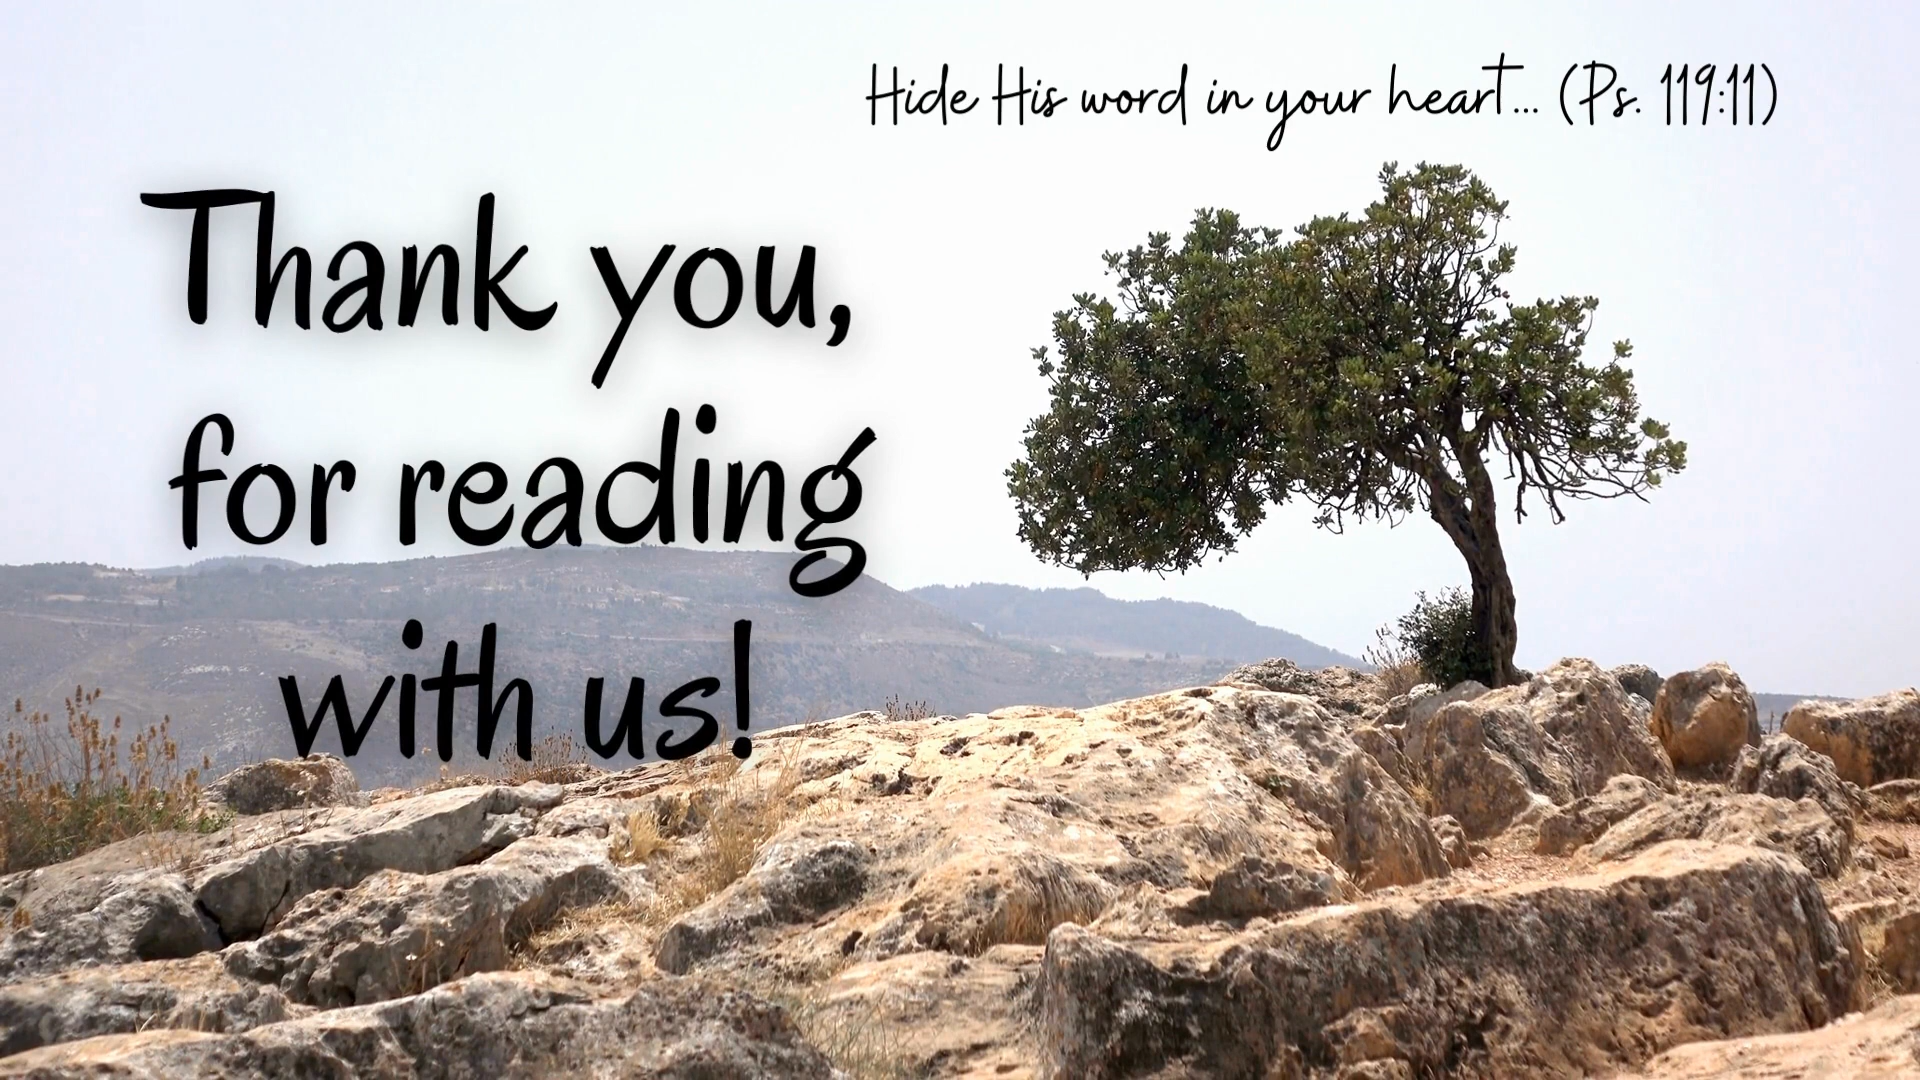 Hide His word in your heart... (Ps. 119:11)
Thank you,
for reading
with us!